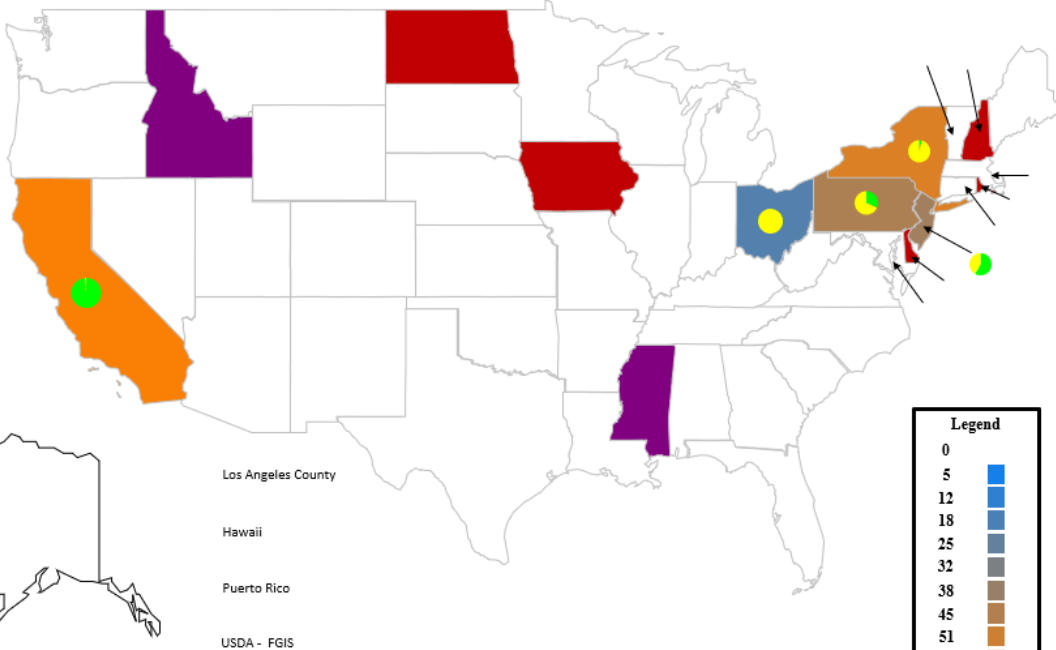 Los Angeles County
Hawaii
Puerto Rico
USDA - FGIS
Legend
0
5
12
18
25
32
38
45
51